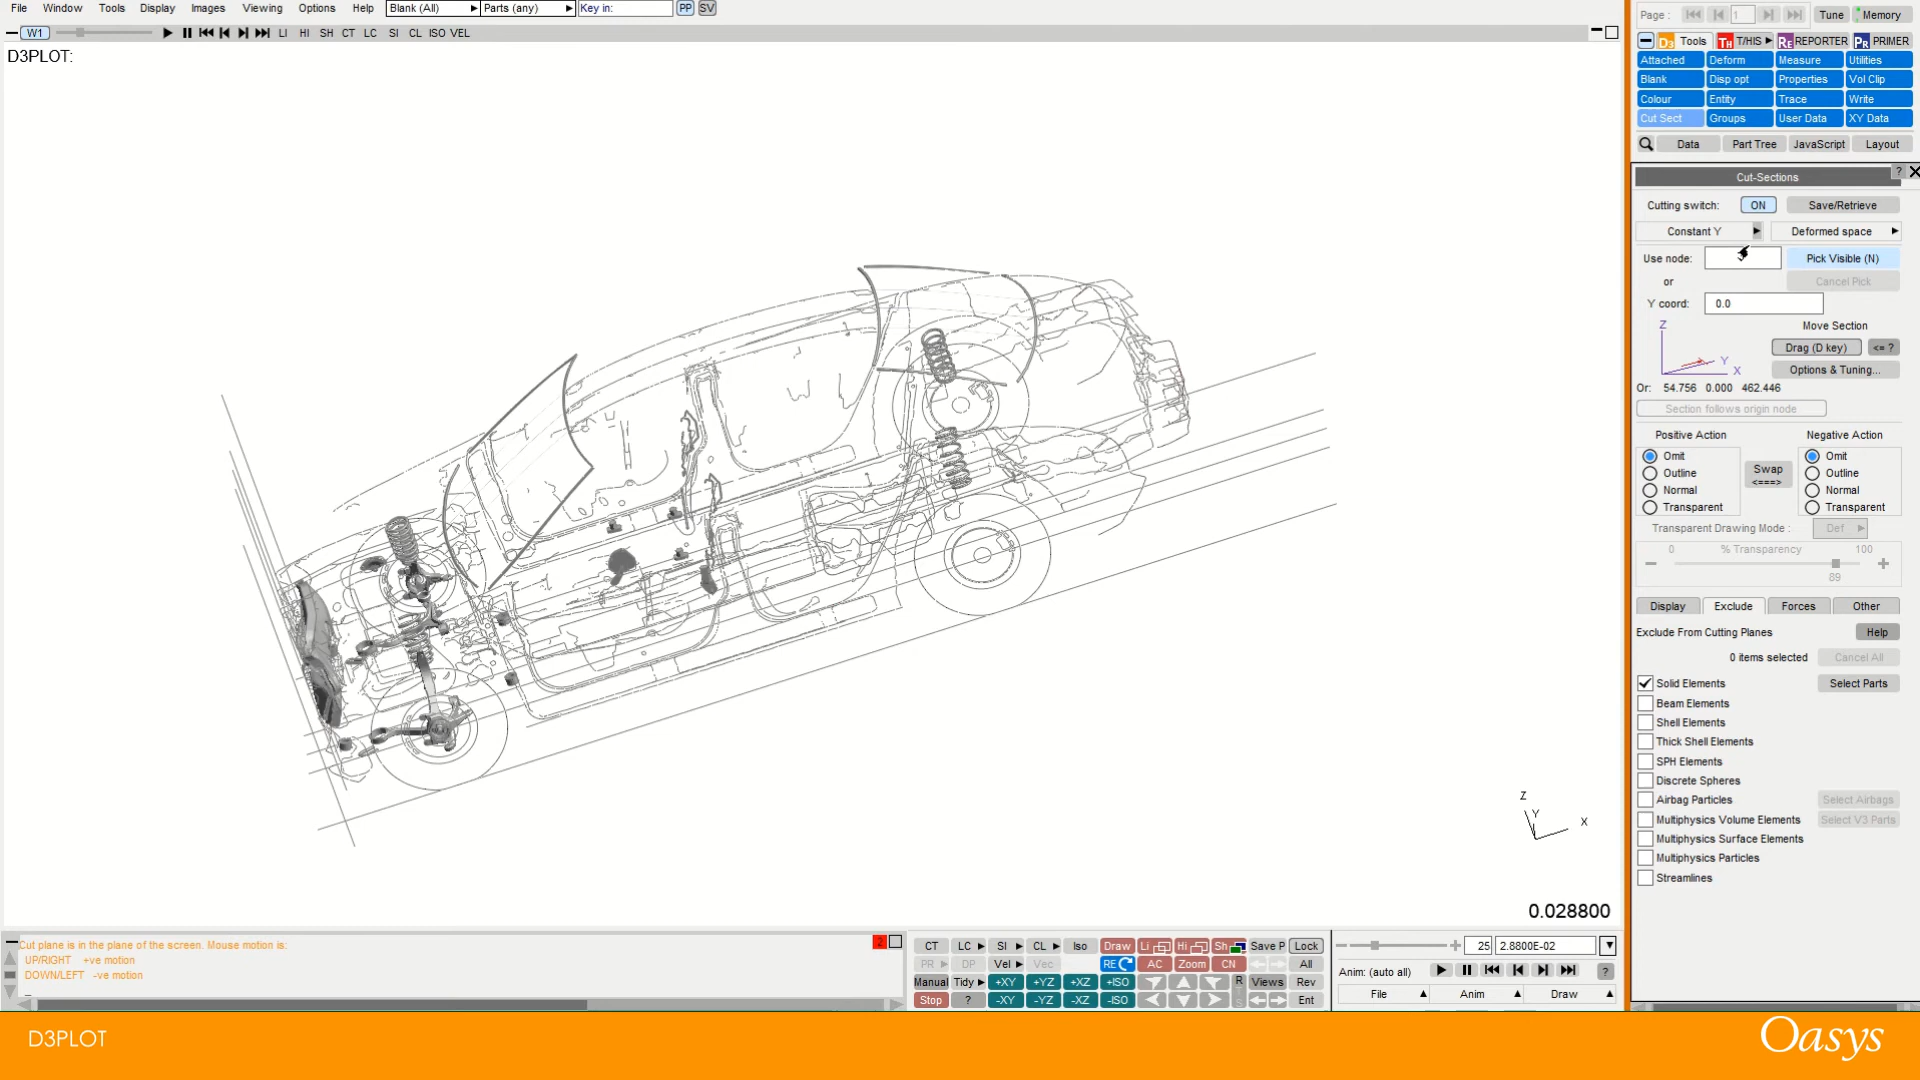 File Window Tools Display Images Viewing Options Help Blank (All) Parts (any) Key in: PP SV
Page : 1 Tune Memory
W1 LI HI SH CT LC SI CL ISO VEL
D3 Tools TH T/HIS RE REPORTER PR PRIMER
D3PLOT:
Attached Deform Measure Utilities
Blank Disp opt Properties Vol Clip
Colour Entity Trace Write
Cut Sect Groups User Data XY Data
Data Part Tree JavaScript Layout
Cut-Sections ?
Cutting switch: ON Save/Retrieve
Constant Y Deformed space
Use node: Pick Visible (N)
or Cancel Pick
Y coord: 0.0
Z Y X Move Section
Drag (D key) <= ?
Options & Tuning...
Or: 54.756 0.000 462.446
Section follows origin node
Positive Action Negative Action
Omit Omit
Outline Swap Outline
Normal <===> Normal
Transparent Transparent
Transparent Drawing Mode : Def
0 % Transparency 100
89
Display Exclude Forces Other
Exclude From Cutting Planes Help
0 items selected Cancel All
Solid Elements Select Parts
Beam Elements
Shell Elements
Thick Shell Elements
SPH Elements
Discrete Spheres
Airbag Particles Select Airbags
Multiphysics Volume Elements Select V3 Parts
Multiphysics Surface Elements
Multiphysics Particles
Streamlines
Z
Y X
0.028800
Cut plane is in the plane of the screen. Mouse motion is:
UP/RIGHT +ve motion
DOWN/LEFT -ve motion
2
CT LC SI CL Iso Draw Li Hi Sh Save P Lock
PR DP Vel Vec RE AC Zoom CN All
Manual Tidy +XY +YZ +XZ +ISO R Views Rev
Stop ? -XY -YZ -XZ -ISO Ent
25 2.8800E-02
Anim: (auto all) ?
File Anim Draw
D3PLOT
Oasys